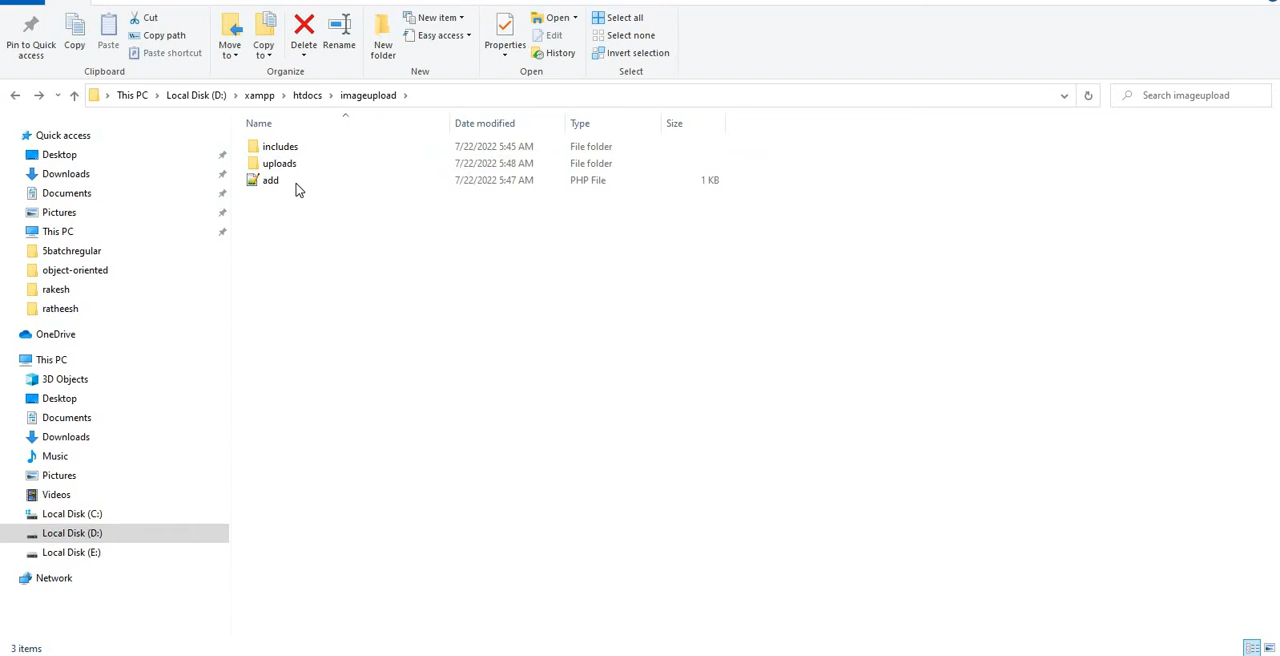 Pin to Quick access
Copy
Paste
Cut
Copy path
Paste shortcut
Clipboard
Move to
Copy to
Delete
Rename
Organize
New folder
New item
Easy access
New
Properties
Open
Edit
History
Open
Select all
Select none
Invert selection
Select
This PC > Local Disk (D:) > xampp > htdocs > imageupload >
Search imageupload
Name Date modified Type Size
includes 7/22/2022 5:45 AM File folder
uploads 7/22/2022 5:48 AM File folder
add 7/22/2022 5:47 AM PHP File 1 KB
Quick access
Desktop
Downloads
Documents
Pictures
This PC
5batchregular
object-oriented
rakesh
ratheesh
OneDrive
This PC
3D Objects
Desktop
Documents
Downloads
Music
Pictures
Videos
Local Disk (C:)
Local Disk (D:)
Local Disk (E:)
Network
3 items